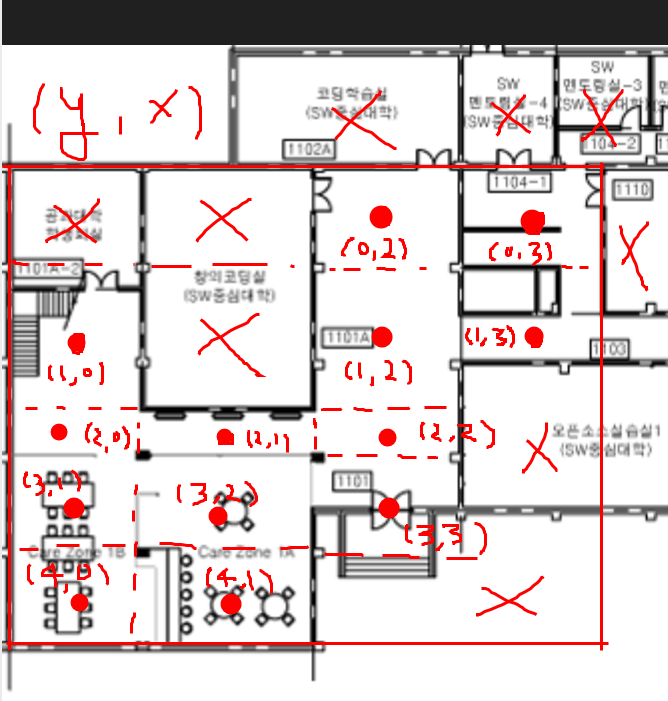 (y, x)
코딩학습실
(SW중심대학)
1102A
SW
멘토링실-4
(SW중심대학)
SW
멘토링실-3
(SW중심대학)
104-2
11
1104-1
1110
공과대학
학생회실
1101A-2
창의코딩실
(SW중심대학)
(0,2)
(0,3)
1101A
(1,3)
1103
(1,0)
(1,2)
(2,0)
(2,1)
(2,2)
오픈소스실습실1
(SW중심대학)
(3,1)
(3,2)
1101
(3,3)
Care Zone 1B
Care Zone 1A
(4,0)
(4,1)